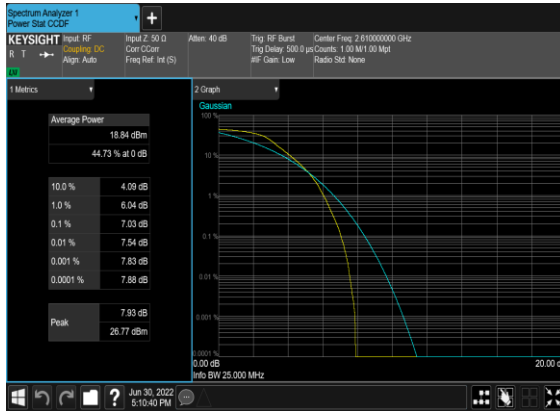 Spectrum Analyzer 1
Power Stat CCDF
+
KEYSIGHT
R T
LXI
Input: RF
Coupling: DC
Align: Auto
Input Z: 50 Ω
Corr CCorr
Freq Ref: Int (S)
Atten: 40 dB
Trig: RF Burst
Trig Delay: 500.0 µs
#IF Gain: Low
Center Freq: 2.610000000 GHz
Counts: 1.00 M/1.00 Mpt
Radio Std: None
1 Metrics
Average Power
18.84 dBm
44.73 % at 0 dB
10.0 % 4.09 dB
1.0 % 6.04 dB
0.1 % 7.03 dB
0.01 % 7.54 dB
0.001 % 7.83 dB
0.0001 % 7.88 dB
Peak
7.93 dB
26.77 dBm
2 Graph
Gaussian
100 %
10 %
1 %
0.1 %
0.01 %
0.001 %
0.0001 %
0.00 dB
20.00 d
Info BW 25.000 MHz
?
Jun 30, 2022
5:10:40 PM